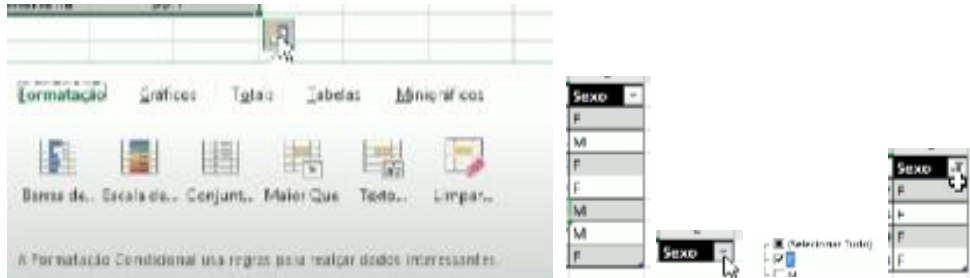 Formatação Gráficos Totais Tabelas Minigráficos
Barras de... Escala de... Conjunt... Maior Que Texto... Limpar...
A Formatação Condicional usa regras para realçar dados interessantes.
Sexo
F
M
F
F
M
M
F
Sexo
(Selecionar Tudo)
F
M
Sexo
F
F
F
F